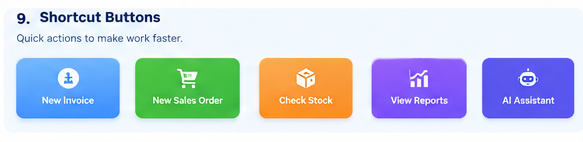 9. Shortcut Buttons
Quick actions to make work faster.
New Invoice
New Sales Order
Check Stock
View Reports
AI Assistant